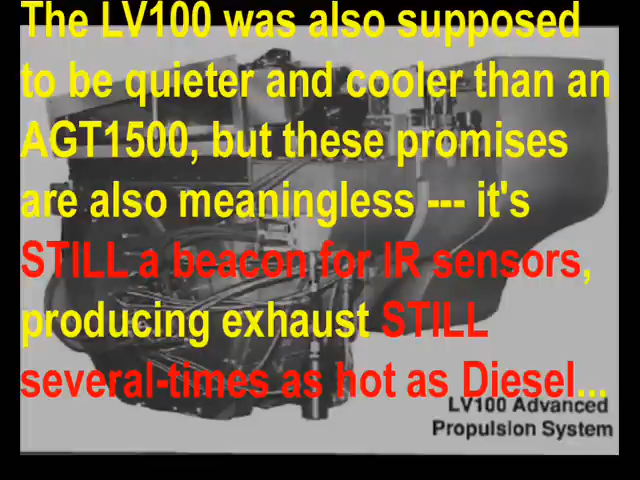 The LV100 was also supposed
to be quieter and cooler than an
AGT1500, but these promises
are also meaningless --- it's
STILL a beacon for IR sensors,
producing exhaust STILL
several-times as hot as Diesel...
LV100 Advanced
Propulsion System